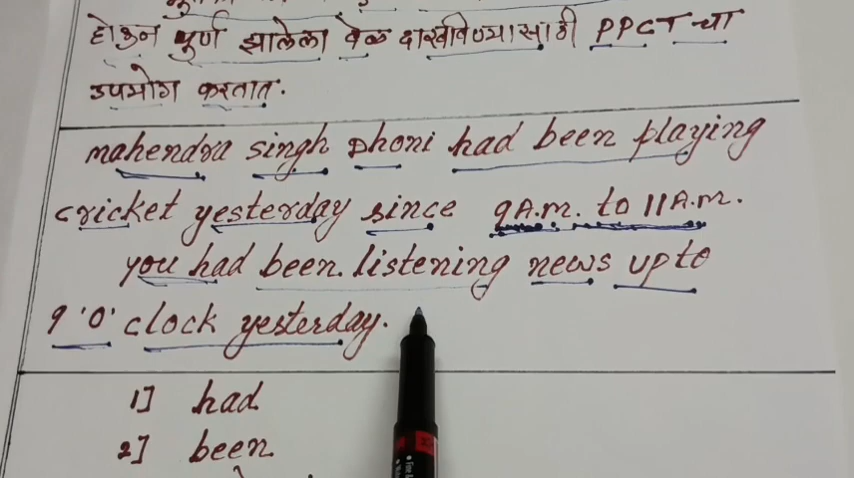 होऊन पुर्ण झालेला वेळ दाखविण्यासाठी PPCT चा
उपयोग करतात.
mahendra singh Dhoni had been playing
cricket yesterday since 9A.m. to 11A.m.
you had been listening news upto
9 'O' clock yesterday.
1] had
2] been